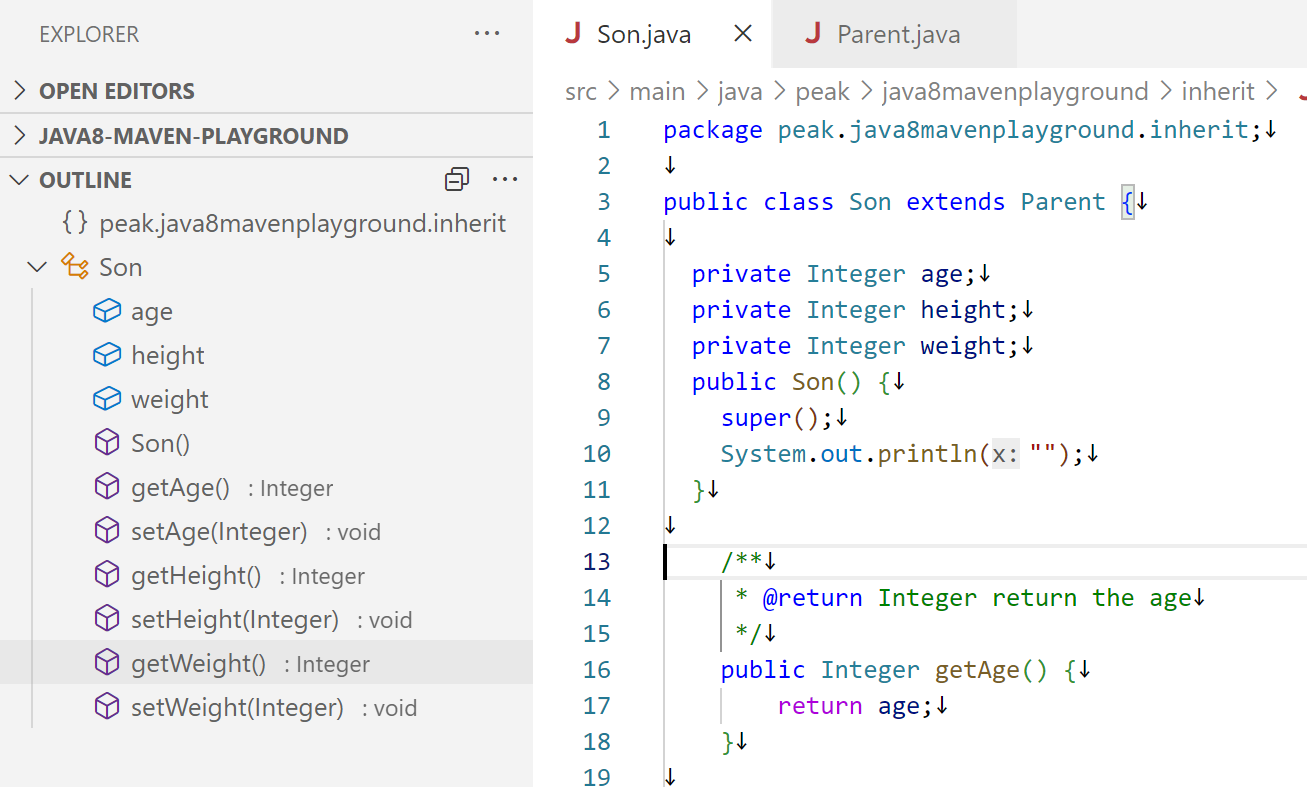 EXPLORER
OPEN EDITORS
JAVA8-MAVEN-PLAYGROUND
OUTLINE
{} peak.java8mavenplayground.inherit
Son
age
height
weight
Son()
getAge() : Integer
setAge(Integer) : void
getHeight() : Integer
setHeight(Integer) : void
getWeight() : Integer
setWeight(Integer) : void
J Son.java × J Parent.java
src > main > java > peak > java8mavenplayground > inherit >
1 package peak.java8mavenplayground.inherit;↓
2 ↓
3 public class Son extends Parent {↓
4 ↓
5 private Integer age;↓
6 private Integer height;↓
7 private Integer weight;↓
8 public Son() {↓
9 super();↓
10 System.out.println(x: "");↓
11 }↓
12 ↓
13 /**↓
14 * @return Integer return the age↓
15 */↓
16 public Integer getAge() {↓
17 return age;↓
18 }↓
19 ↓